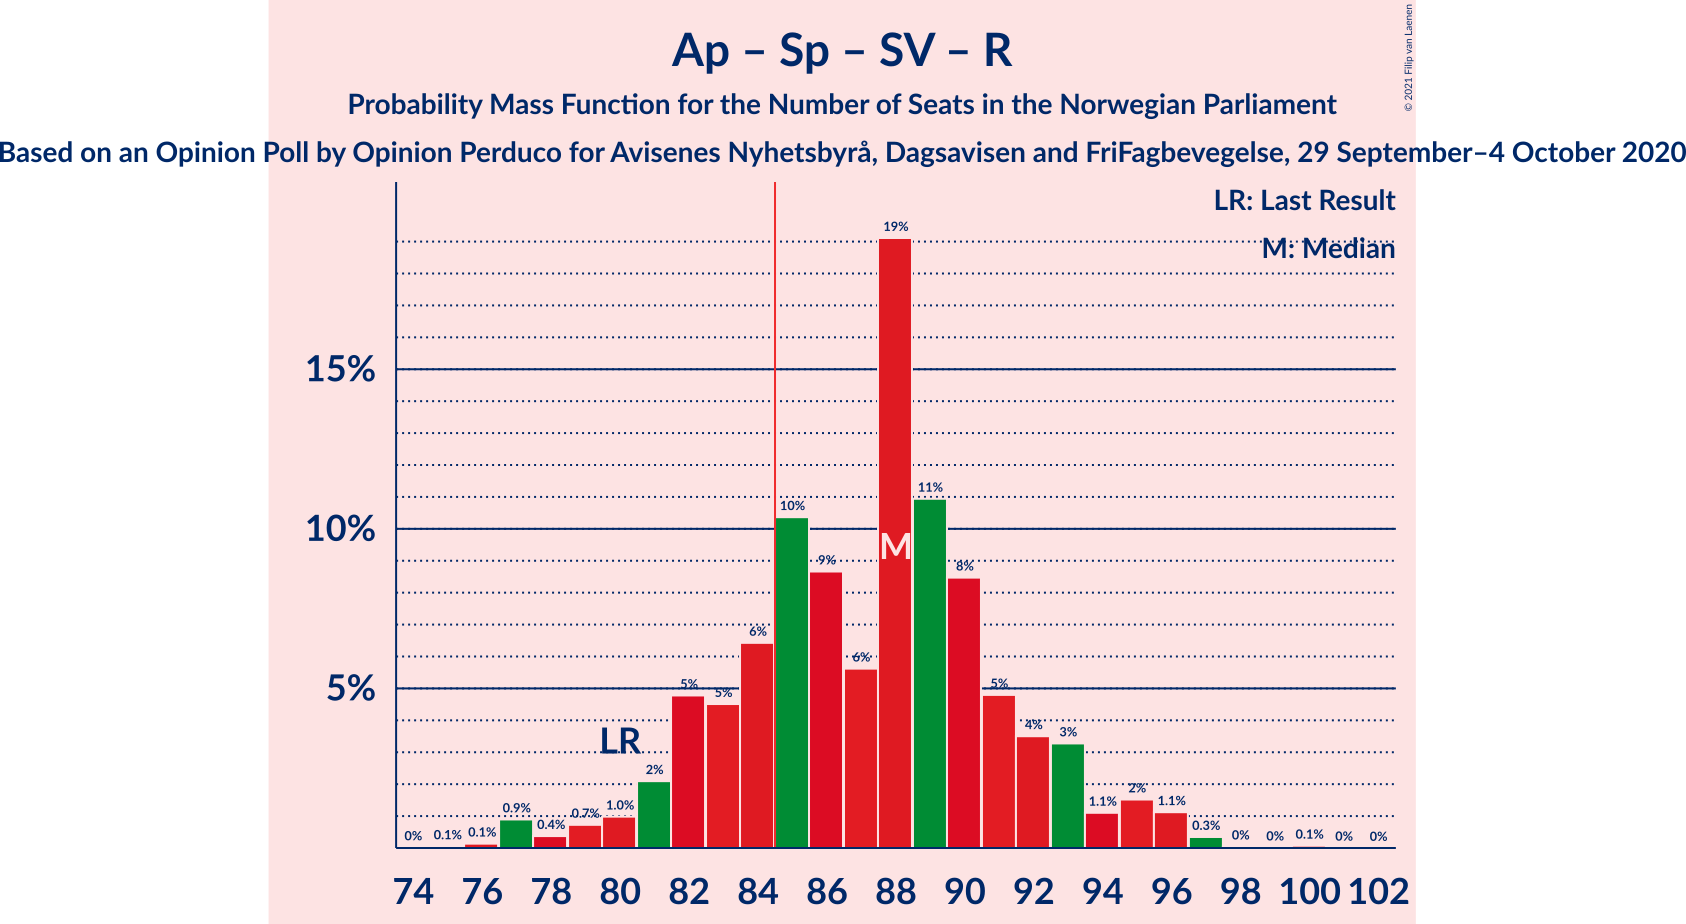 Ap – Sp – SV – R
Probability Mass Function for the Number of Seats in the Norwegian Parliament
Based on an Opinion Poll by Opinion Perduco for Avisenes Nyhetsbyrå, Dagsavisen and FriFagbevegelse, 29 September–4 October 2020
© 2021 Filip van Laenen
LR: Last Result
M: Median
15%
10%
5%
0% 0.1% 0.1% 0.9% 0.4% 0.7% 1.0% 2% 5% 5% 6% 10% 9% 6% 19% 11% 8% 5% 4% 3% 1.1% 2% 1.1% 0.3% 0% 0% 0.1% 0% 0%
LR
M
74 76 78 80 82 84 86 88 90 92 94 96 98 100 102